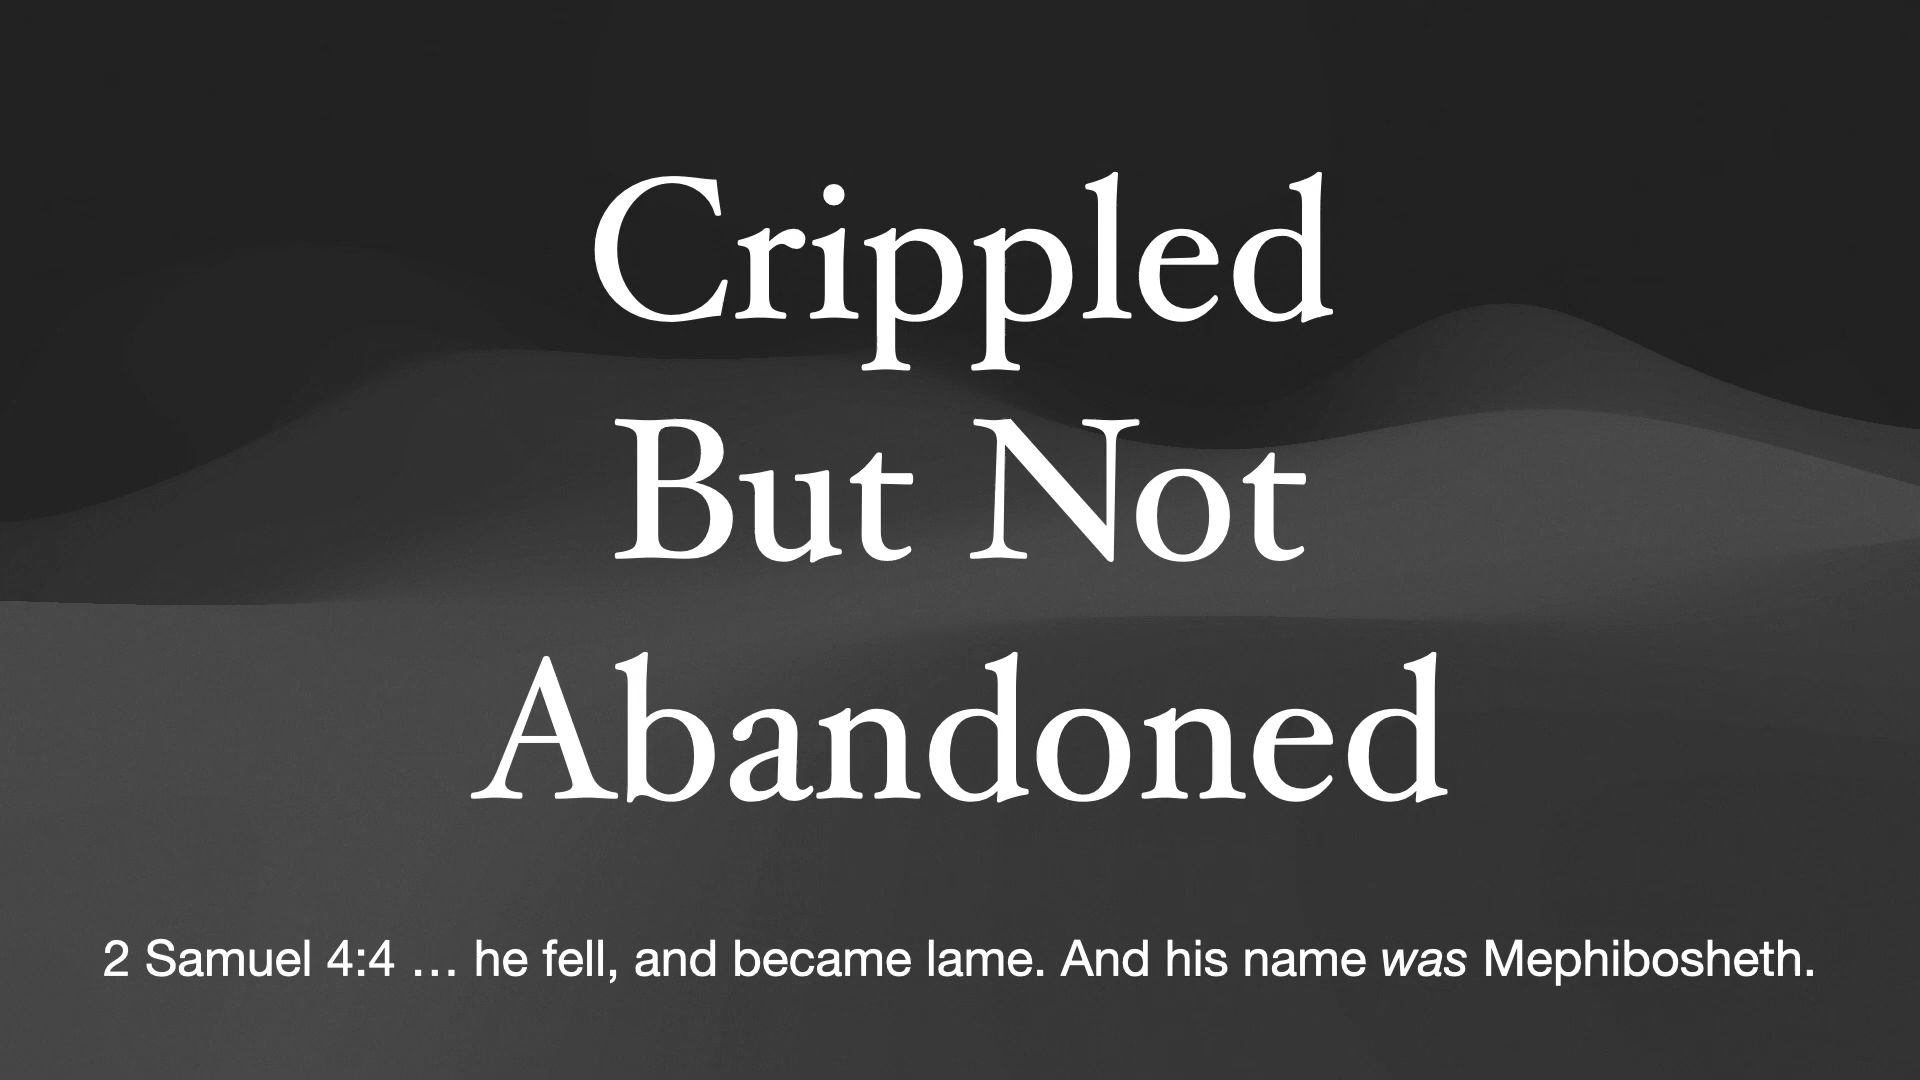 Crippled
But Not
Abandoned
2 Samuel 4:4 … he fell, and became lame. And his name was Mephibosheth.